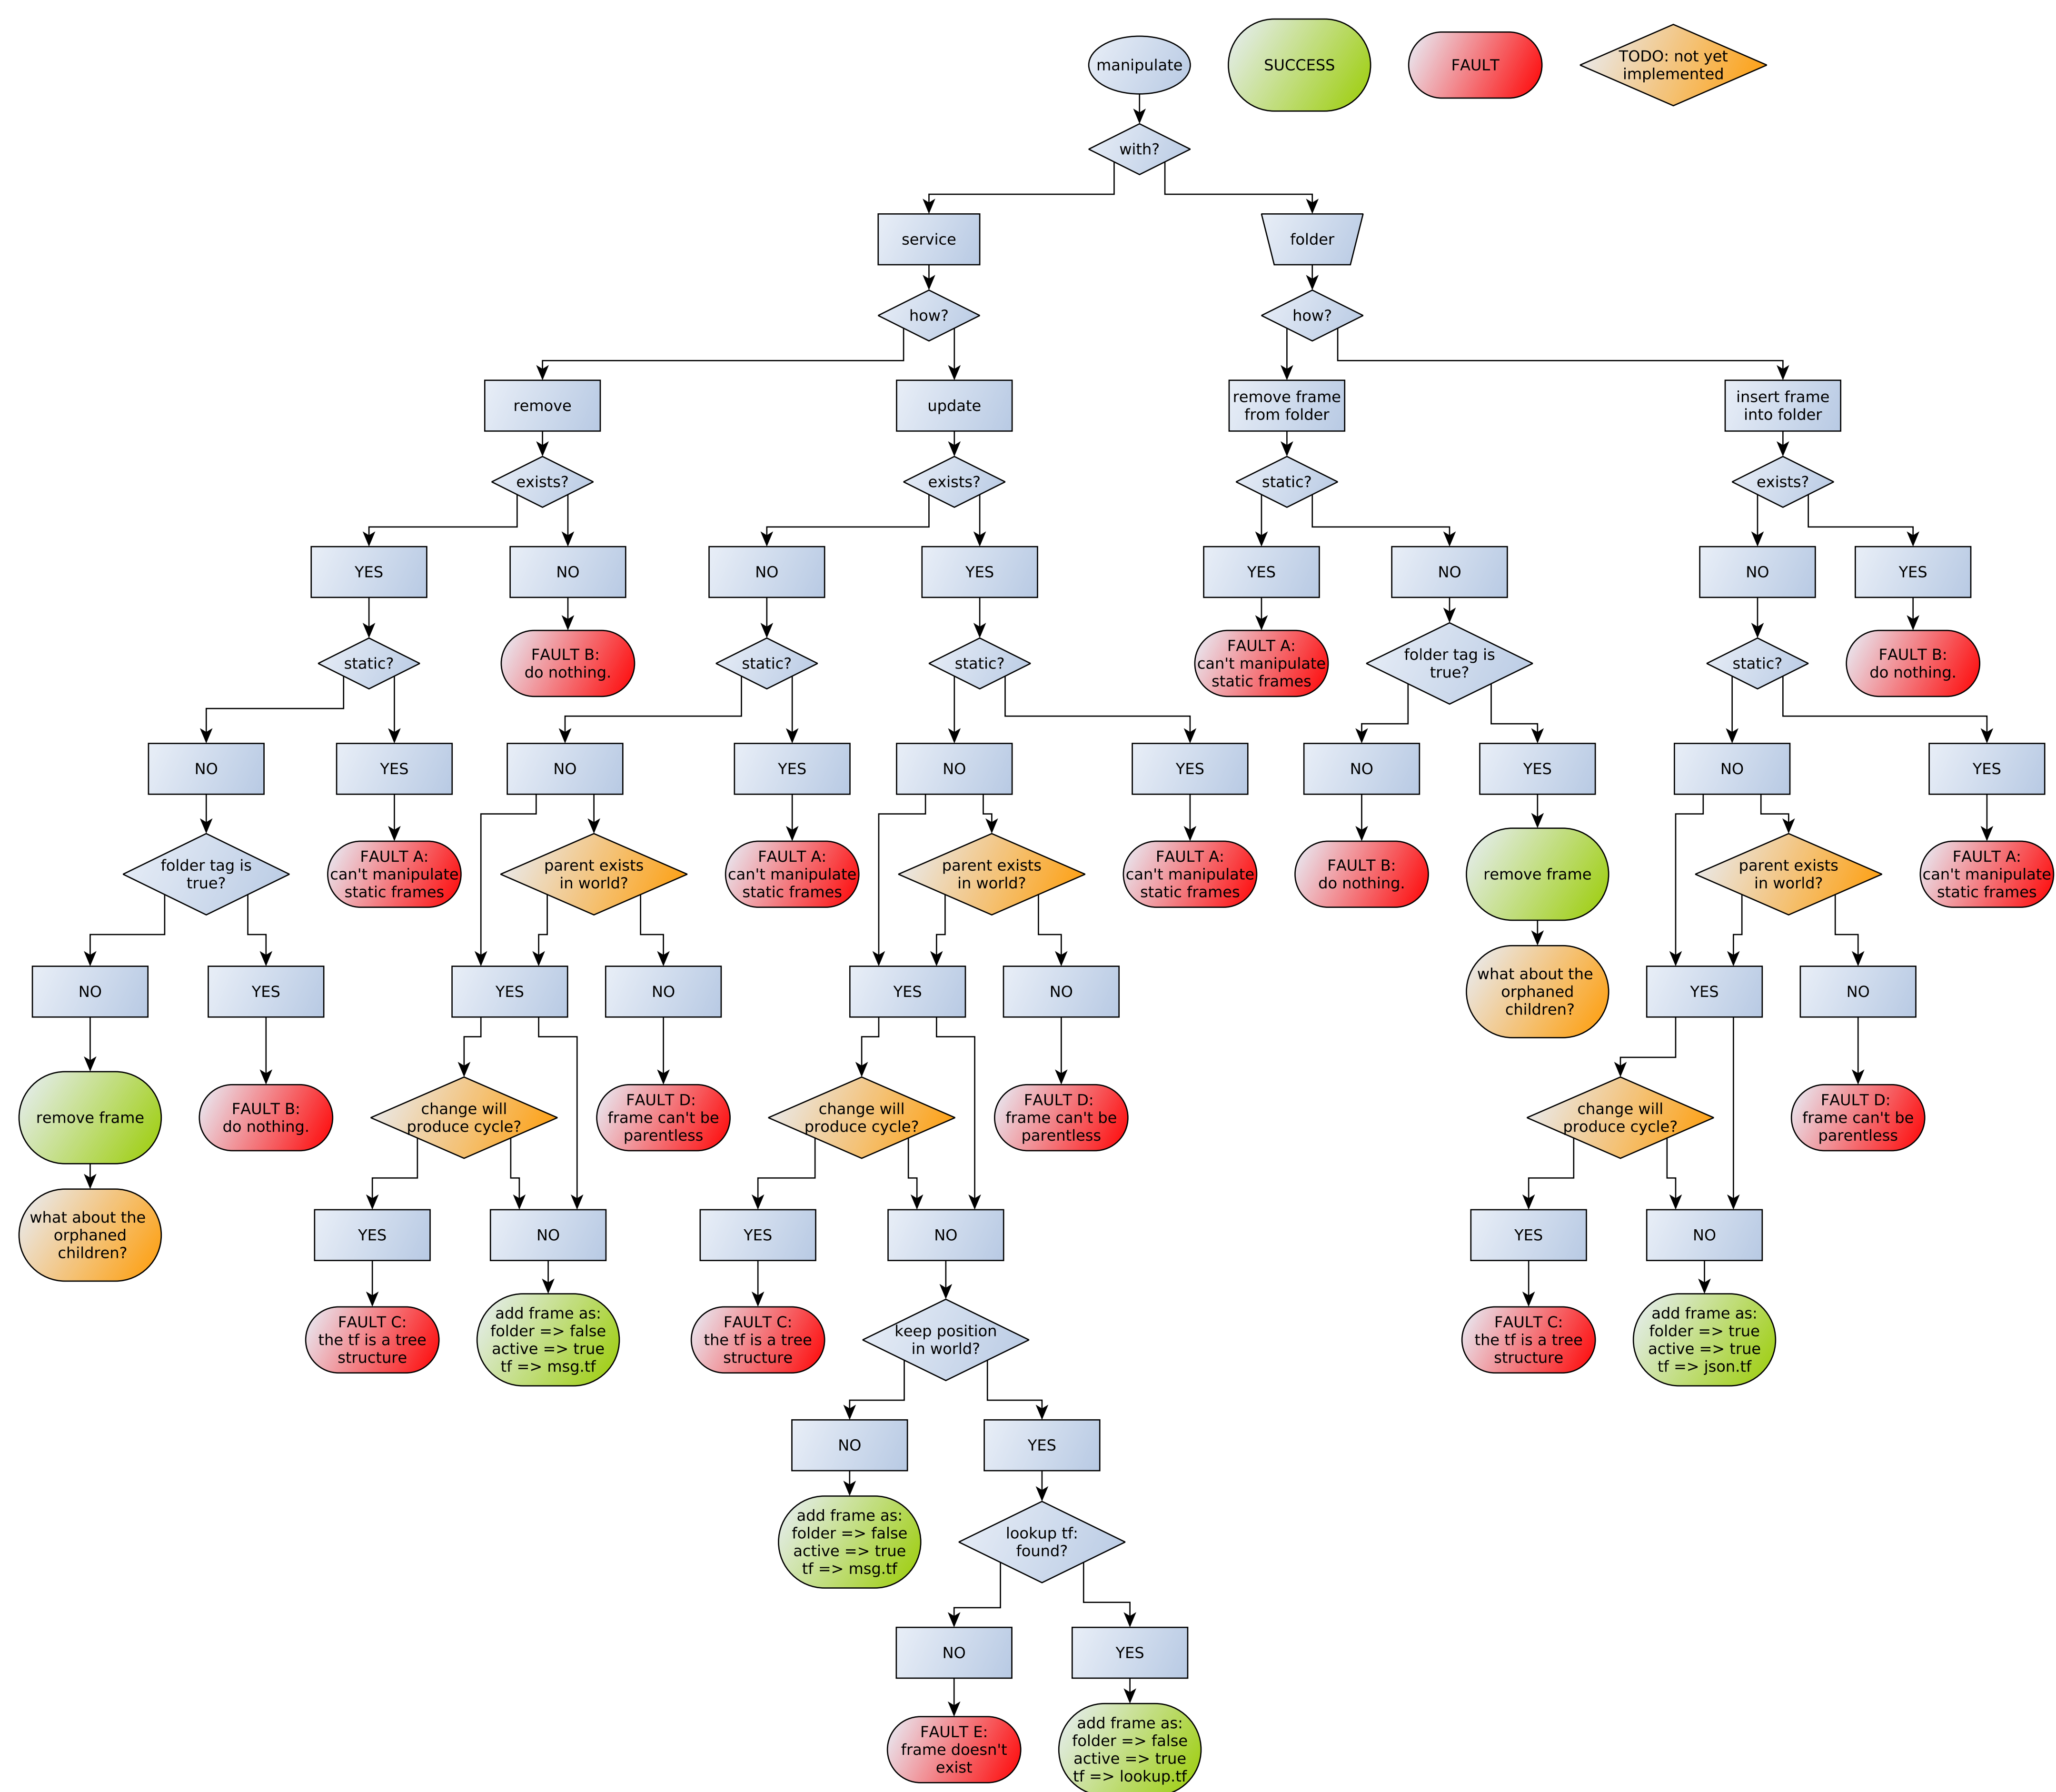 manipulate
SUCCESS
FAULT
TODO: not yet
implemented
with?
service
folder
how?
how?
remove
update
remove frame
from folder
insert frame
into folder
exists?
exists?
static?
exists?
YES
NO
NO
YES
YES
NO
NO
YES
static?
FAULT B:
do nothing.
static?
static?
FAULT A:
can't manipulate
static frames
folder tag is
true?
static?
FAULT B:
do nothing.
NO
YES
NO
YES
NO
YES
NO
YES
NO
YES
folder tag is
true?
FAULT A:
can't manipulate
static frames
parent exists
in world?
FAULT A:
can't manipulate
static frames
parent exists
in world?
FAULT A:
can't manipulate
static frames
FAULT B:
do nothing.
remove frame
parent exists
in world?
FAULT A:
can't manipulate
static frames
NO
YES
YES
NO
YES
NO
what about the
orphaned
children?
YES
NO
remove frame
FAULT B:
do nothing.
change will
produce cycle?
FAULT D:
frame can't be
parentless
change will
produce cycle?
FAULT D:
frame can't be
parentless
change will
produce cycle?
FAULT D:
frame can't be
parentless
what about the
orphaned
children?
YES
NO
YES
NO
YES
NO
FAULT C:
the tf is a tree
structure
add frame as:
folder => false
active => true
tf => msg.tf
FAULT C:
the tf is a tree
structure
keep position
in world?
FAULT C:
the tf is a tree
structure
add frame as:
folder => true
active => true
tf => json.tf
NO
YES
add frame as:
folder => false
active => true
tf => msg.tf
lookup tf:
found?
NO
YES
FAULT E:
frame doesn't
exist
add frame as:
folder => false
active => true
tf => lookup.tf